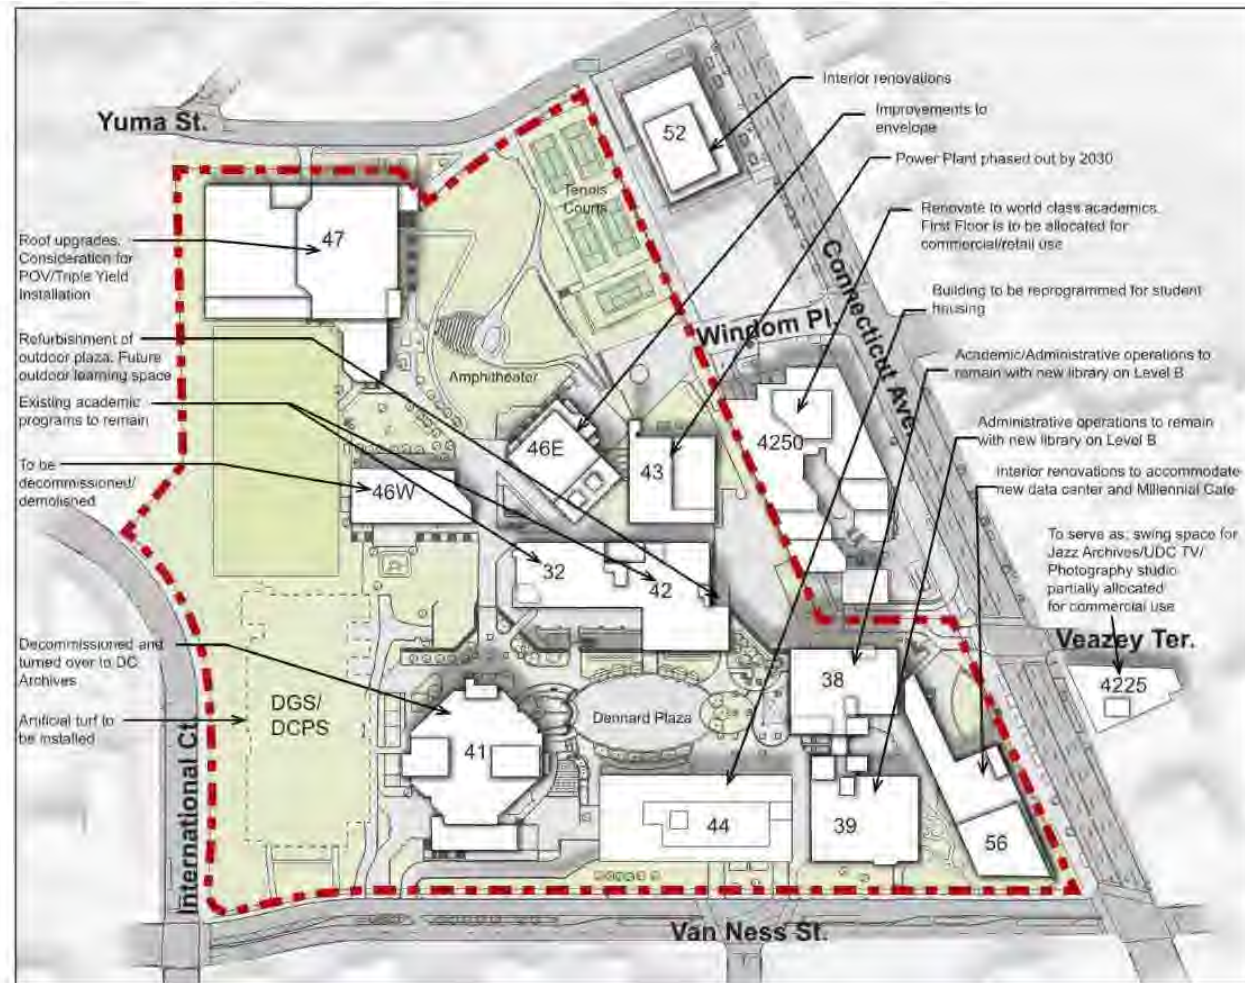 Yuma St.
Interior renovations
Improvements to
envelope
Power Plant phased out by 2030
Renovate to world class academics.
First Floor is to be allocated for
commercial/retail use
Building to be reprogrammed for student
housing
Academic/Administrative operations to
remain with new library on Level B
Administrative operations to remain
with new library on Level B
Interior renovations to accommodate
new data center and Millennial Cafe
To serve as, swing space for
Jazz Archives/UDC TV/
Photography studio
partially allocated
for commercial use
Roof upgrades.
Consideration for
POV/Triple Yield
Installation
Refurbishment of
outdoor plaza. Future
outdoor learning space
Existing academic
programs to remain
To be
decommissioned/
demolished
Decommissioned and
turned over to DC
Archives
Artificial turf to
be installed
52
Tennis
Courts
47
Connecticut Ave.
Windom Pl.
Amphitheater
46E
43
4250
46W
32
42
Veazey Ter.
4225
38
DGS/
DCPS
Dennard Plaza
41
44
39
56
International Ct.
Van Ness St.